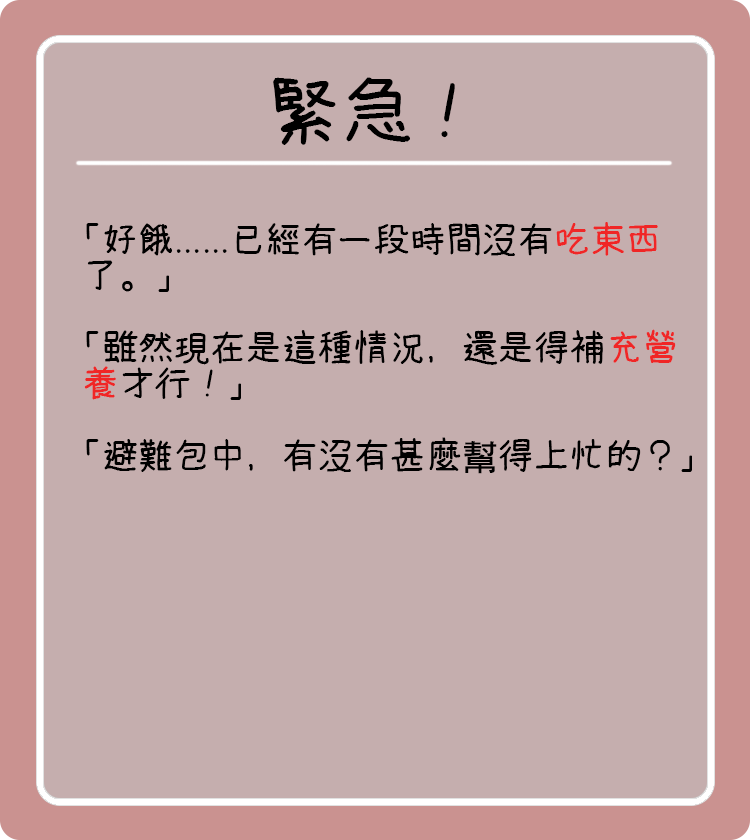 緊急！
「好餓……已經有一段時間沒有吃東西
了。」
「雖然現在是這種情況，還是得補充營
養才行！」
「避難包中，有沒有甚麼幫得上忙的？」